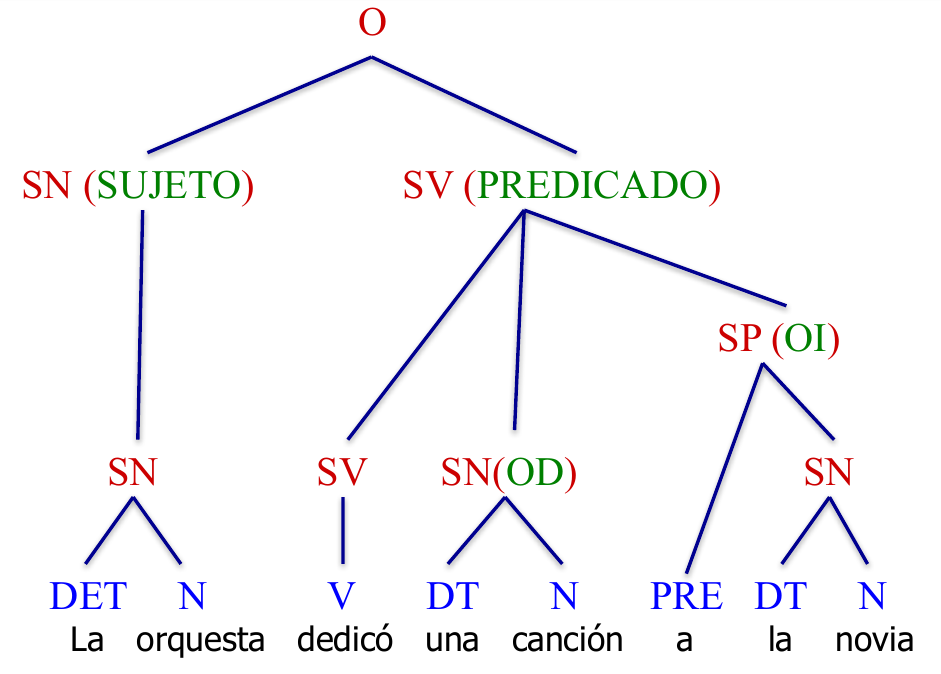 O
SN (SUJETO) SV (PREDICADO)
SP (OI)
SN SV SN(OD) SN
DET N V DT N PRE DT N
La orquesta dedicó una canción a la novia